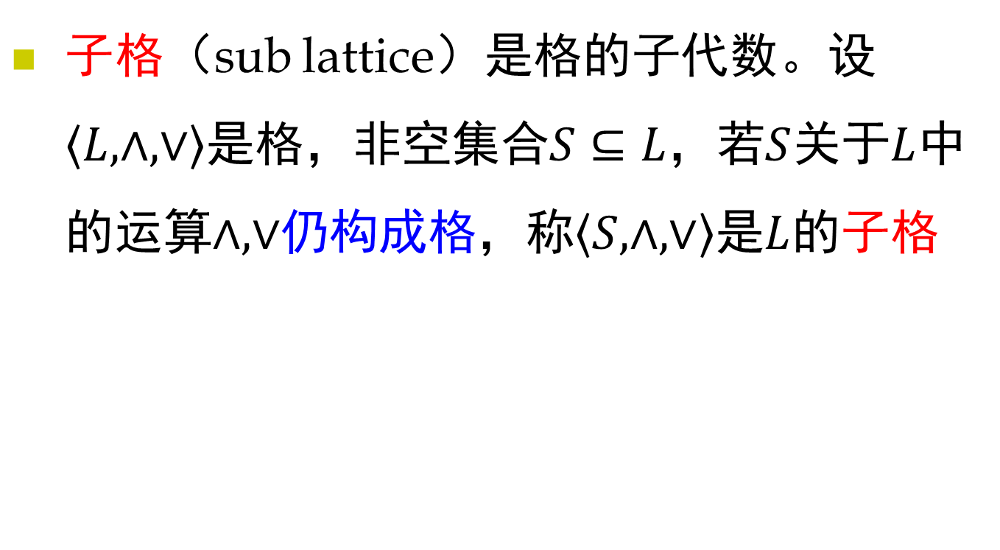 子格（sub lattice）是格的子代数。设
⟨L,∧,∨⟩是格，非空集合S ⊆ L，若S关于L中
的运算∧,∨仍构成格，称⟨S,∧,∨⟩是L的子格